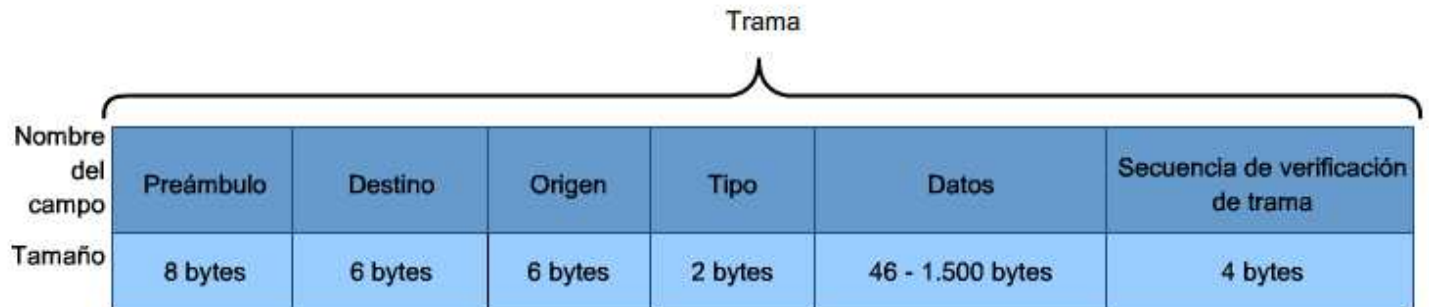 Trama
Nombre
del
campo
Preámbulo
Destino
Origen
Tipo
Datos
Secuencia de verificación
de trama
Tamaño
8 bytes
6 bytes
6 bytes
2 bytes
46 - 1.500 bytes
4 bytes